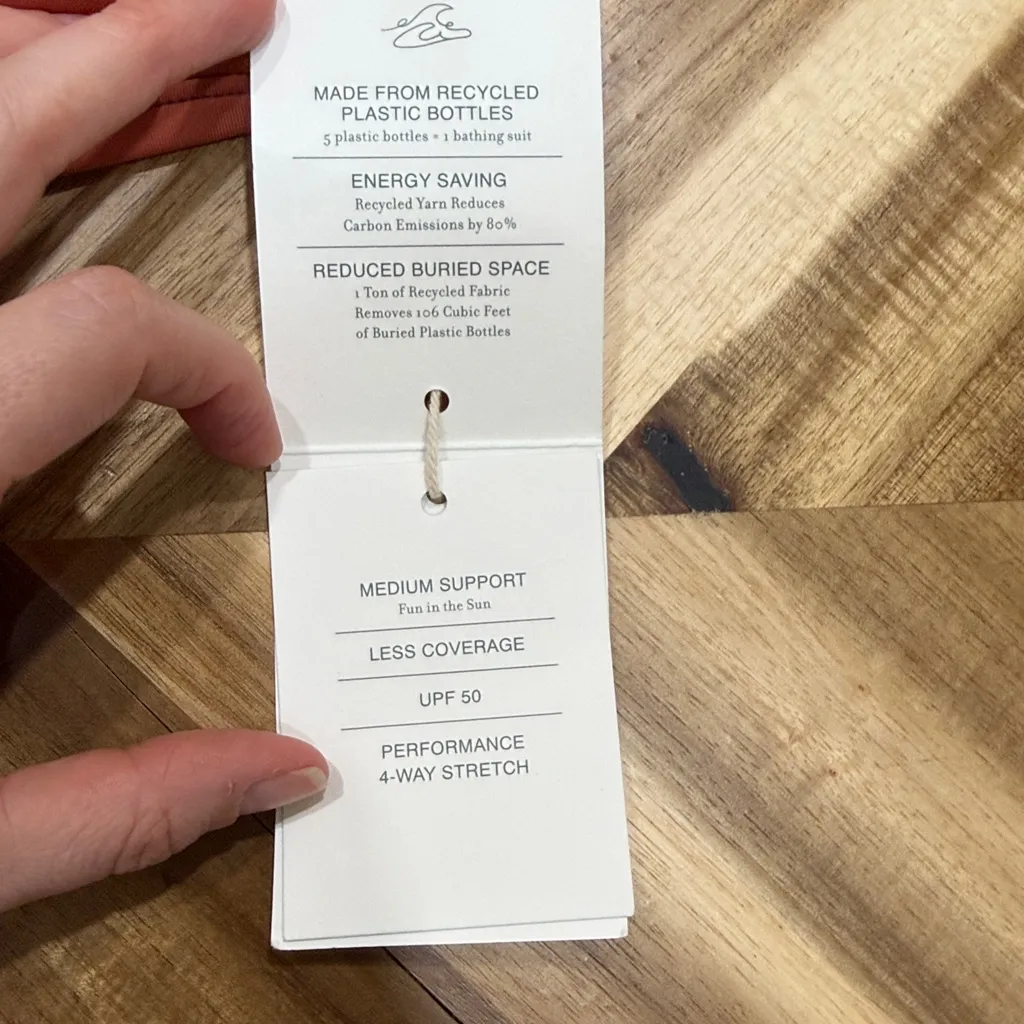 MADE FROM RECYCLED
PLASTIC BOTTLES
5 plastic bottles = 1 bathing suit
ENERGY SAVING
Recycled Yarn Reduces
Carbon Emissions by 80%
REDUCED BURIED SPACE
1 Ton of Recycled Fabric
Removes 106 Cubic Feet
of Buried Plastic Bottles
MEDIUM SUPPORT
Fun in the Sun
LESS COVERAGE
UPF 50
PERFORMANCE
4-WAY STRETCH